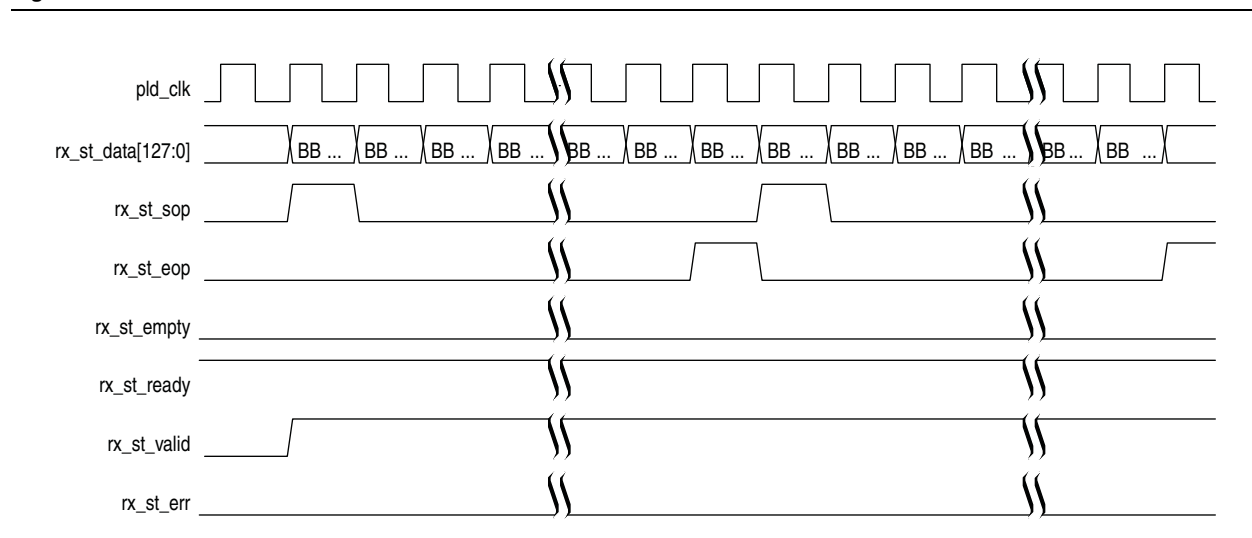 pld_clk
rx_st_data[127:0] BB ... BB ... BB ... BB ... BB ... BB ... BB ... BB ... BB ... BB ... BB ... BB ... BB ...
rx_st_sop
rx_st_eop
rx_st_empty
rx_st_ready
rx_st_valid
rx_st_err